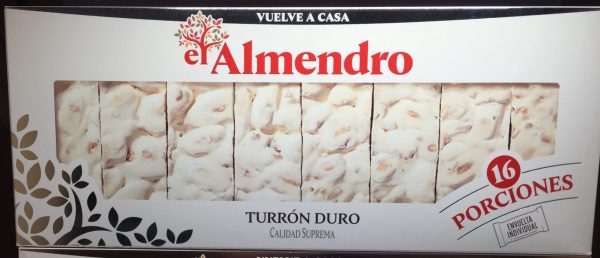 VUELVE A CASA
el Almendro
TURRÓN DURO
CALIDAD SUPREMA
16
PORCIONES
ENVUELTA
INDIVIDUAL